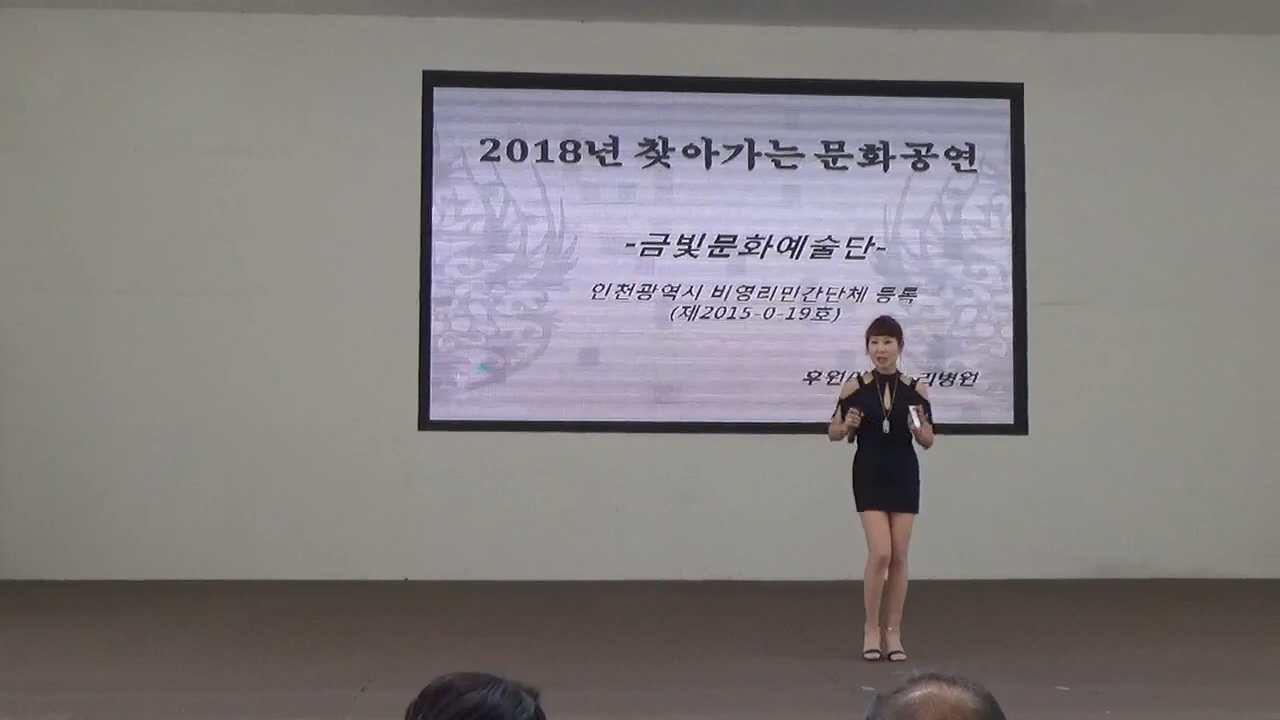 2018년 찾아가는 문화공연
-금빛문화예술단-
인천광역시 비영리민간단체 등록
(제2015-0-19호)
후원